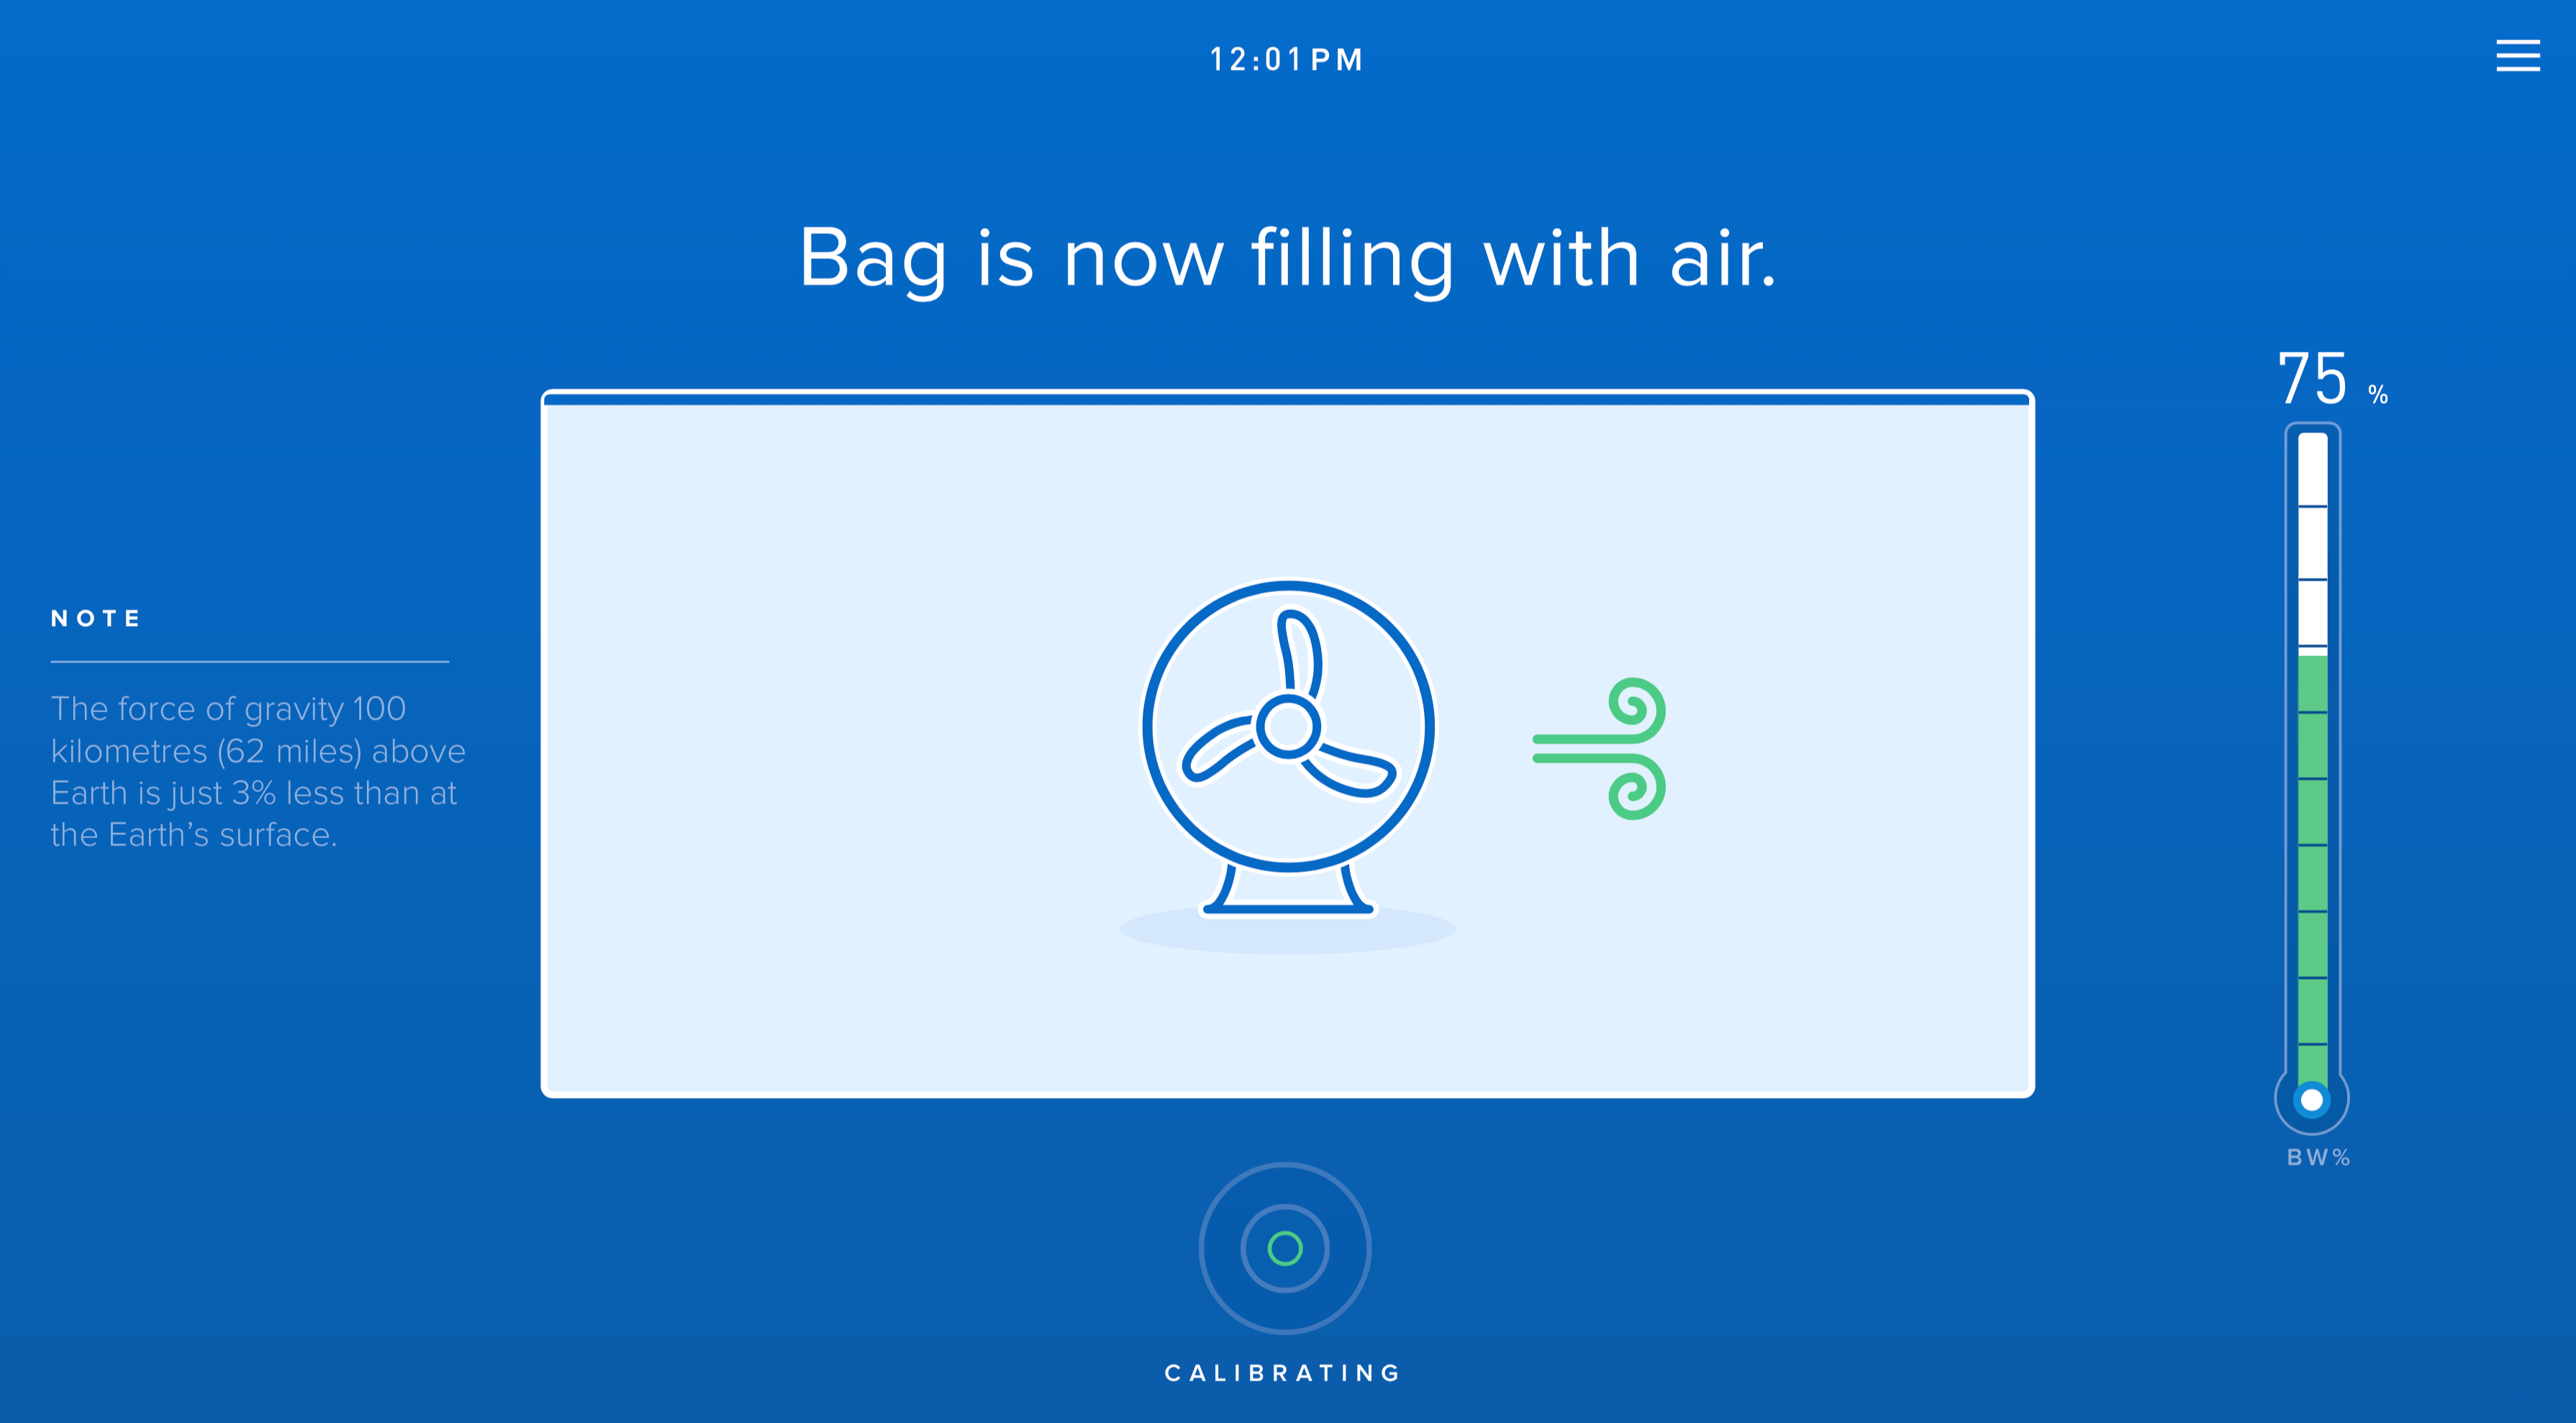 12:01PM
Bag is now filling with air.
75 %
NOTE
The force of gravity 100
kilometres (62 miles) above
Earth is just 3% less than at
the Earth’s surface.
BW%
CALIBRATING